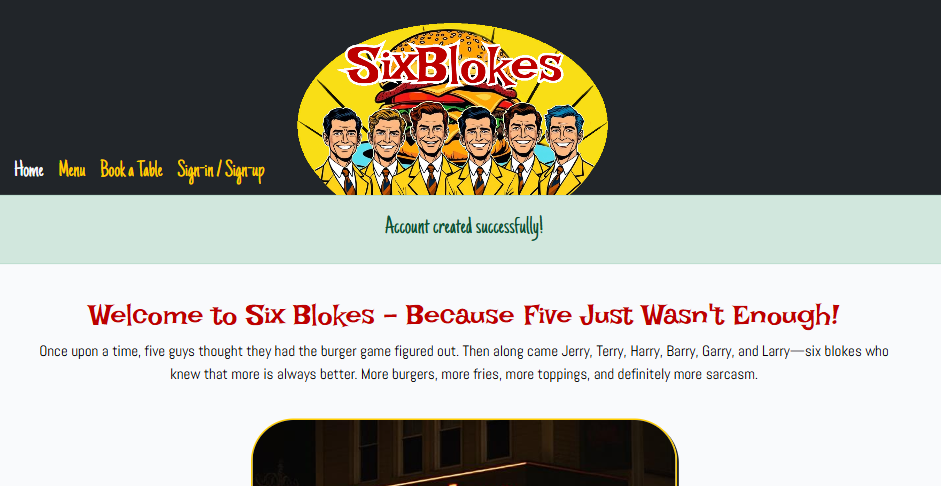 SixBlokes
Home Menu Book a Table Sign-in / Sign-up
Account created successfully!
Welcome to Six Blokes – Because Five Just Wasn't Enough!
Once upon a time, five guys thought they had the burger game figured out. Then along came Jerry, Terry, Harry, Barry, Garry, and Larry—six blokes who
knew that more is always better. More burgers, more fries, more toppings, and definitely more sarcasm.